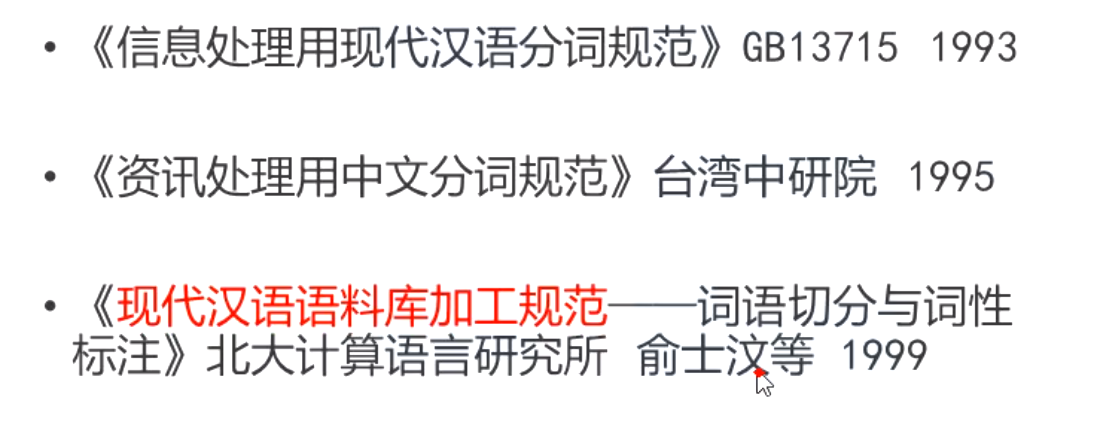 • 《信息处理用现代汉语分词规范》GB13715 1993
• 《资讯处理用中文分词规范》台湾中研院 1995
• 《现代汉语语料库加工规范——词语切分与词性
标注》北大计算语言研究所 俞士汶等 1999